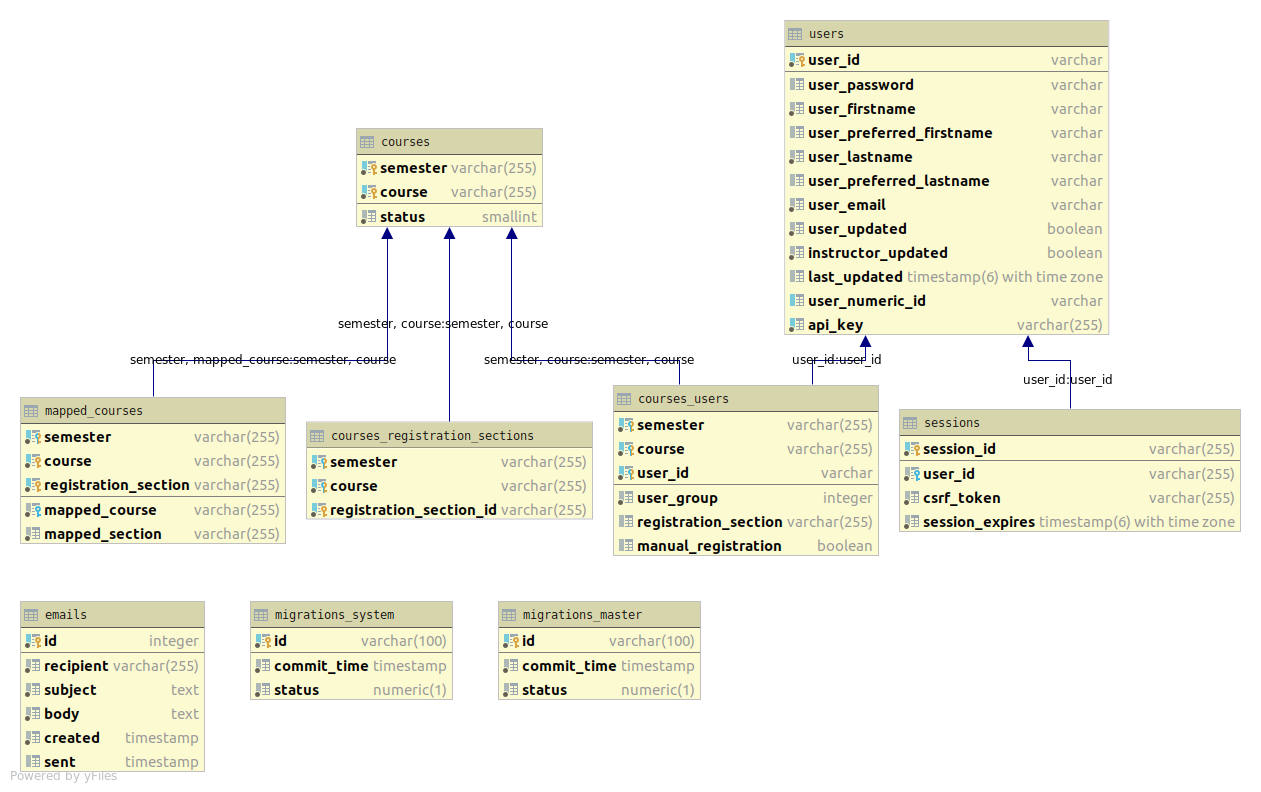 users
user_id varchar
user_password varchar
user_firstname varchar
user_preferred_firstname varchar
user_lastname varchar
user_preferred_lastname varchar
user_email varchar
user_updated boolean
instructor_updated boolean
last_updated timestamp(6) with time zone
user_numeric_id varchar
api_key varchar(255)
courses
semester varchar(255)
course varchar(255)
status smallint
semester, course:semester, course
semester, mapped_course:semester, course
semester, course:semester, course
user_id:user_id
user_id:user_id
mapped_courses
semester varchar(255)
course varchar(255)
registration_section varchar(255)
mapped_course varchar(255)
mapped_section varchar(255)
courses_registration_sections
semester varchar(255)
course varchar(255)
registration_section_id varchar(255)
courses_users
semester varchar(255)
course varchar(255)
user_id varchar
user_group integer
registration_section varchar(255)
manual_registration boolean
sessions
session_id varchar(255)
user_id varchar(255)
csrf_token varchar(255)
session_expires timestamp(6) with time zone
emails
id integer
recipient varchar(255)
subject text
body text
created timestamp
sent timestamp
migrations_system
id varchar(100)
commit_time timestamp
status numeric(1)
migrations_master
id varchar(100)
commit_time timestamp
status numeric(1)
Powered by yFiles